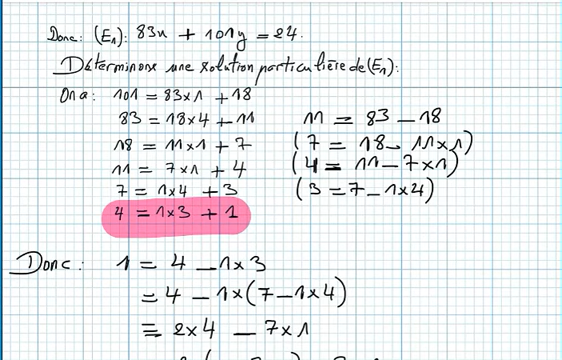 Donc: (E₁): 83x + 101y = 24.
Déterminons une solution particulière de (E₁):
On a: 101 = 83×1 + 18
83 = 18×4 + 11 11 = 83 - 18
18 = 11×1 + 7 (7 = 18 - 11×1)
11 = 7×1 + 4 (4 = 11 - 7×1)
7 = 1×4 + 3 (3 = 7 - 1×4)
4 = 1×3 + 1
Donc: 1 = 4 - 1×3
= 4 - 1×(7 - 1×4)
= 2×4 - 7×1